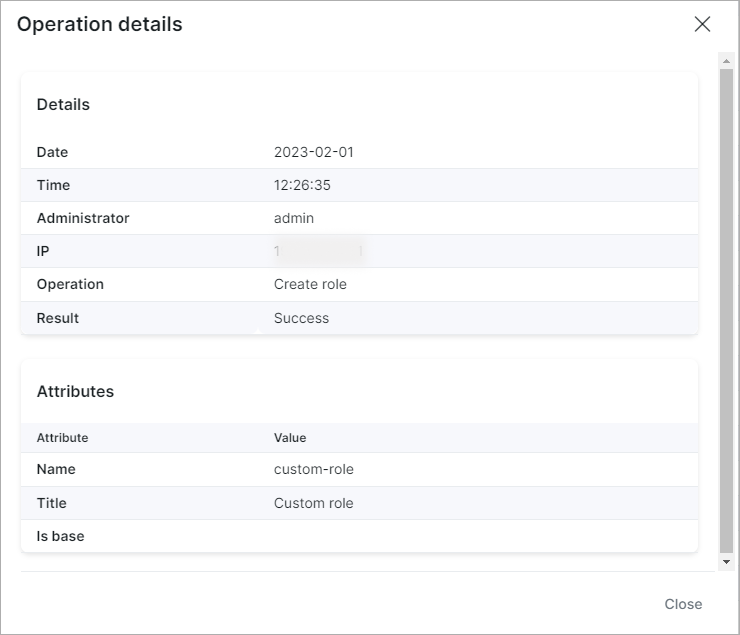 Operation details
Details
Date 2023-02-01
Time 12:26:35
Administrator admin
IP
Operation Create role
Result Success
Attributes
Attribute Value
Name custom-role
Title Custom role
Is base
Close